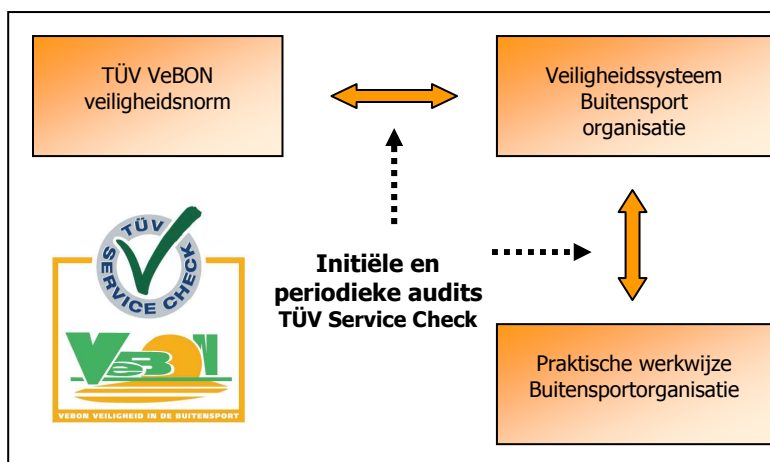 TÜV VeBON
veiligheidsnorm
Veiligheidssysteem
Buitensport
organisatie
TÜV
SERVICE CHECK
VeBON
VEBON VEILIGHEID IN DE BUITENSPORT
Initiële en
periodieke audits
TÜV Service Check
Praktische werkwijze
Buitensportorganisatie